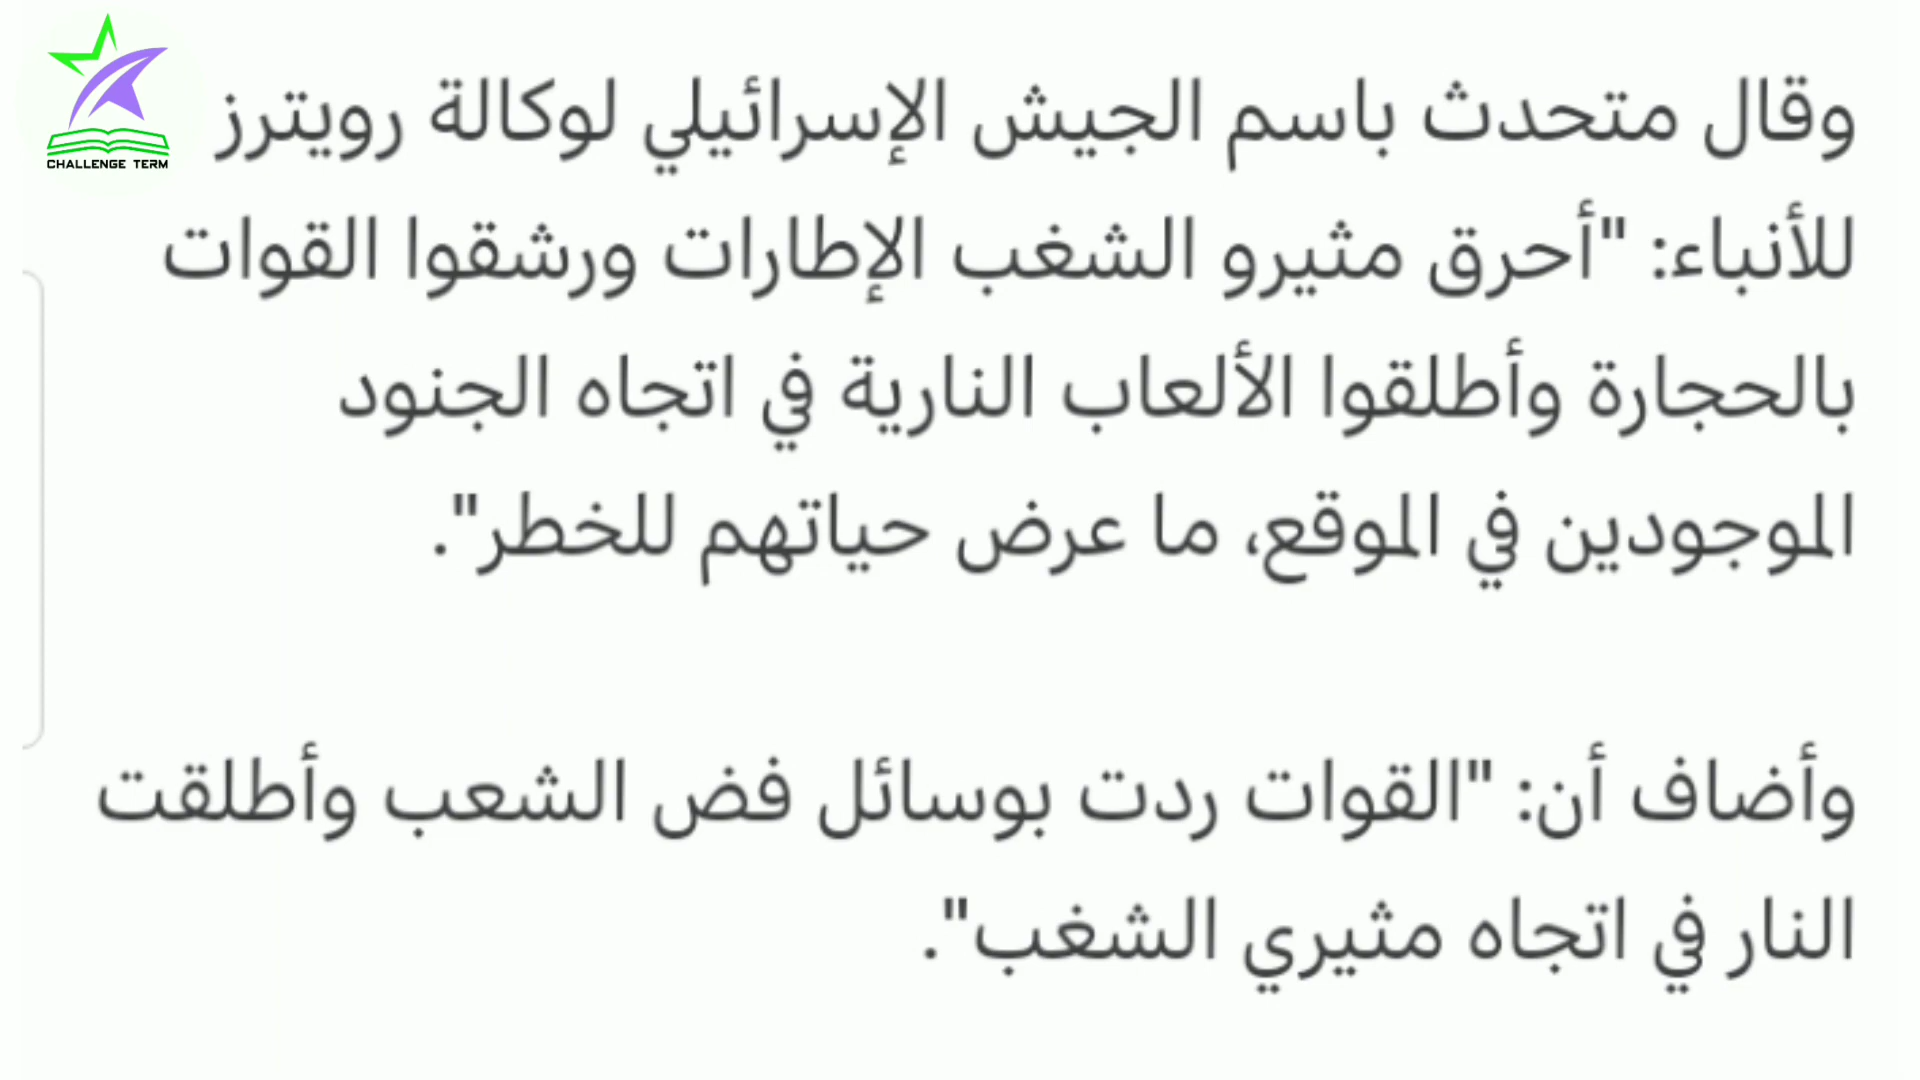 CHALLENGE TERM
وقال متحدث باسم الجيش الإسرائيلي لوكالة رويترز
للأنباء: "أحرق مثيرو الشغب الإطارات ورشقوا القوات
بالحجارة وأطلقوا الألعاب النارية في اتجاه الجنود
الموجودين في الموقع، ما عرض حياتهم للخطر".
وأضاف أن: "القوات ردت بوسائل فض الشعب وأطلقت
النار في اتجاه مثيري الشغب".